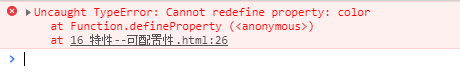 Uncaught TypeError: Cannot redefine property: color
at Function.defineProperty (<anonymous>)
at 16 特性--可配置性.html:26